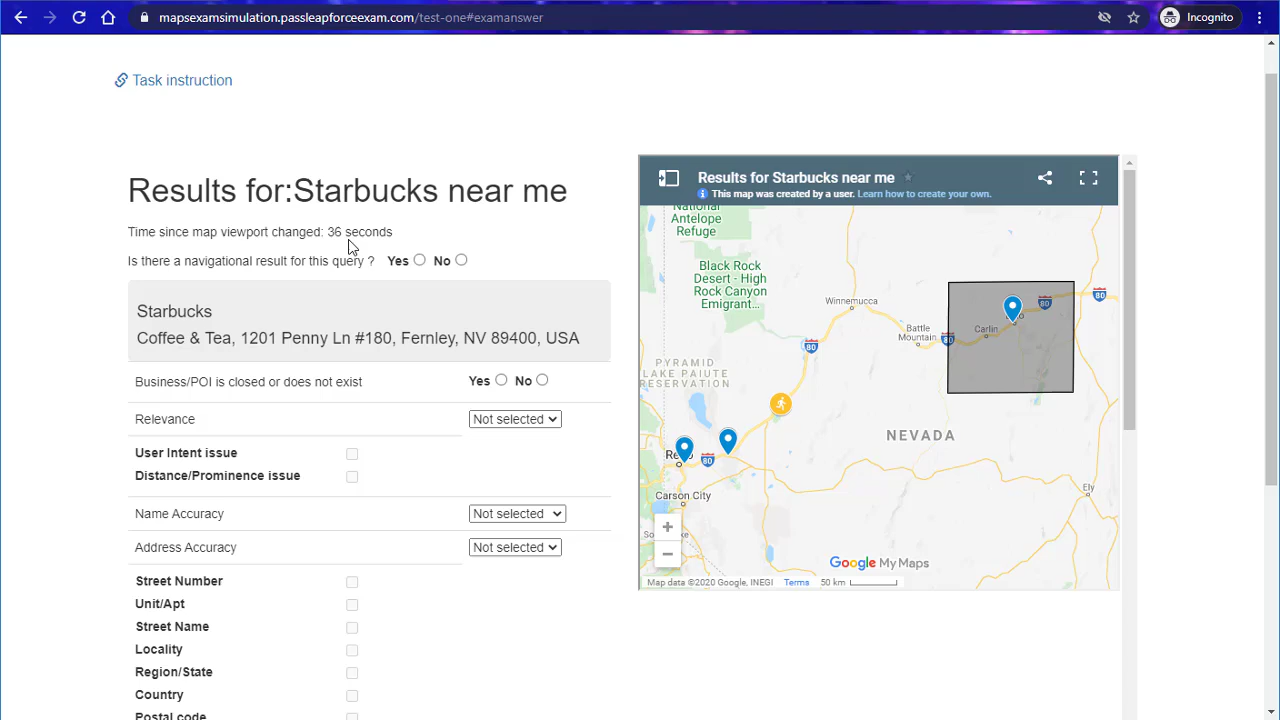 mapsexamsimulation.passleapforceexam.com/test-one#examanswer
Incognito
Task instruction
Results for:Starbucks near me
Time since map viewport changed: 36 seconds
Is there a navigational result for this query ? Yes No
Starbucks
Coffee & Tea, 1201 Penny Ln #180, Fernley, NV 89400, USA
Business/POI is closed or does not exist Yes No
Relevance Not selected
User Intent issue
Distance/Prominence issue
Name Accuracy Not selected
Address Accuracy Not selected
Street Number
Unit/Apt
Street Name
Locality
Region/State
Country
Postal code
Results for Starbucks near me
This map was created by a user. Learn how to create your own.
National
Antelope
Refuge
Black Rock
Desert - High
Rock Canyon
Emigrant...
Winnemucca
Battle
Mountain
Carlin
80
80
80
80
80
PYRAMID
LAKE PAIUTE
RESERVATION
NEVADA
Carson City
Ely
Google My Maps
Map data ©2020 Google, INEGI Terms 50 km